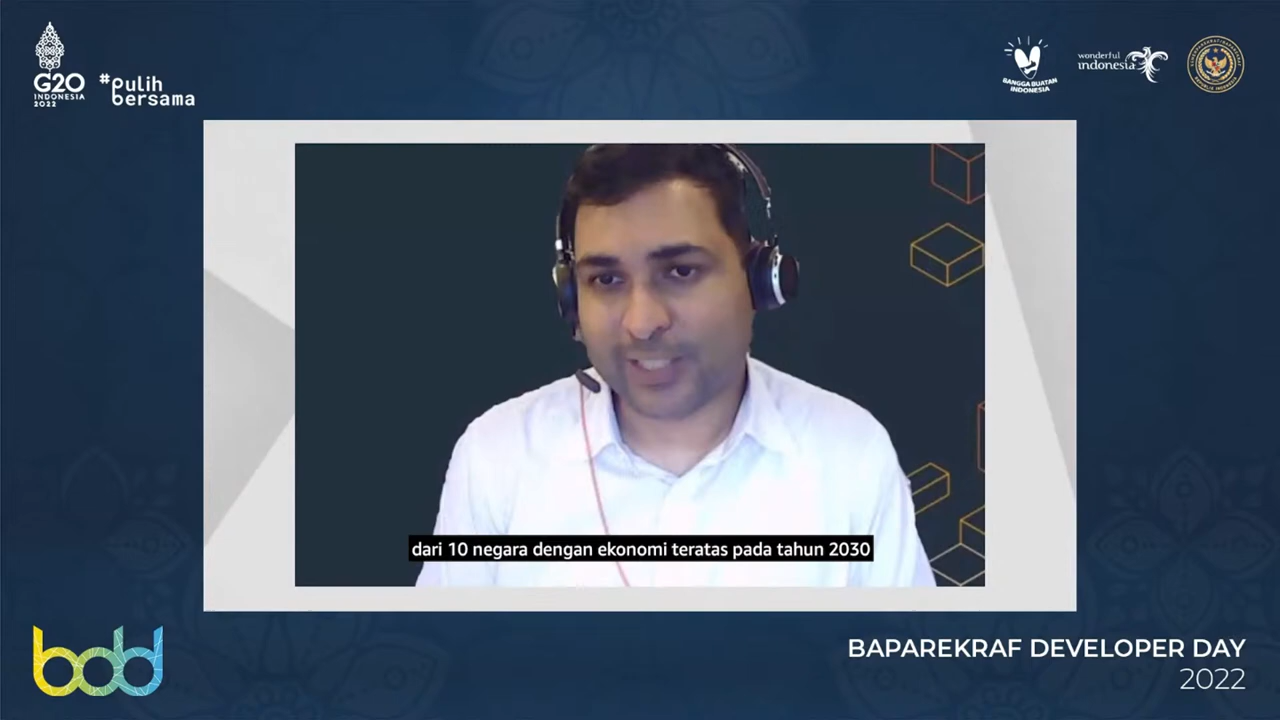 G20
INDONESIA
2022
#pulih
bersama
BANGGA BUATAN
INDONESIA
wonderful
indonesia
dari 10 negara dengan ekonomi teratas pada tahun 2030
bdd
BAPAREKRAF DEVELOPER DAY
2022